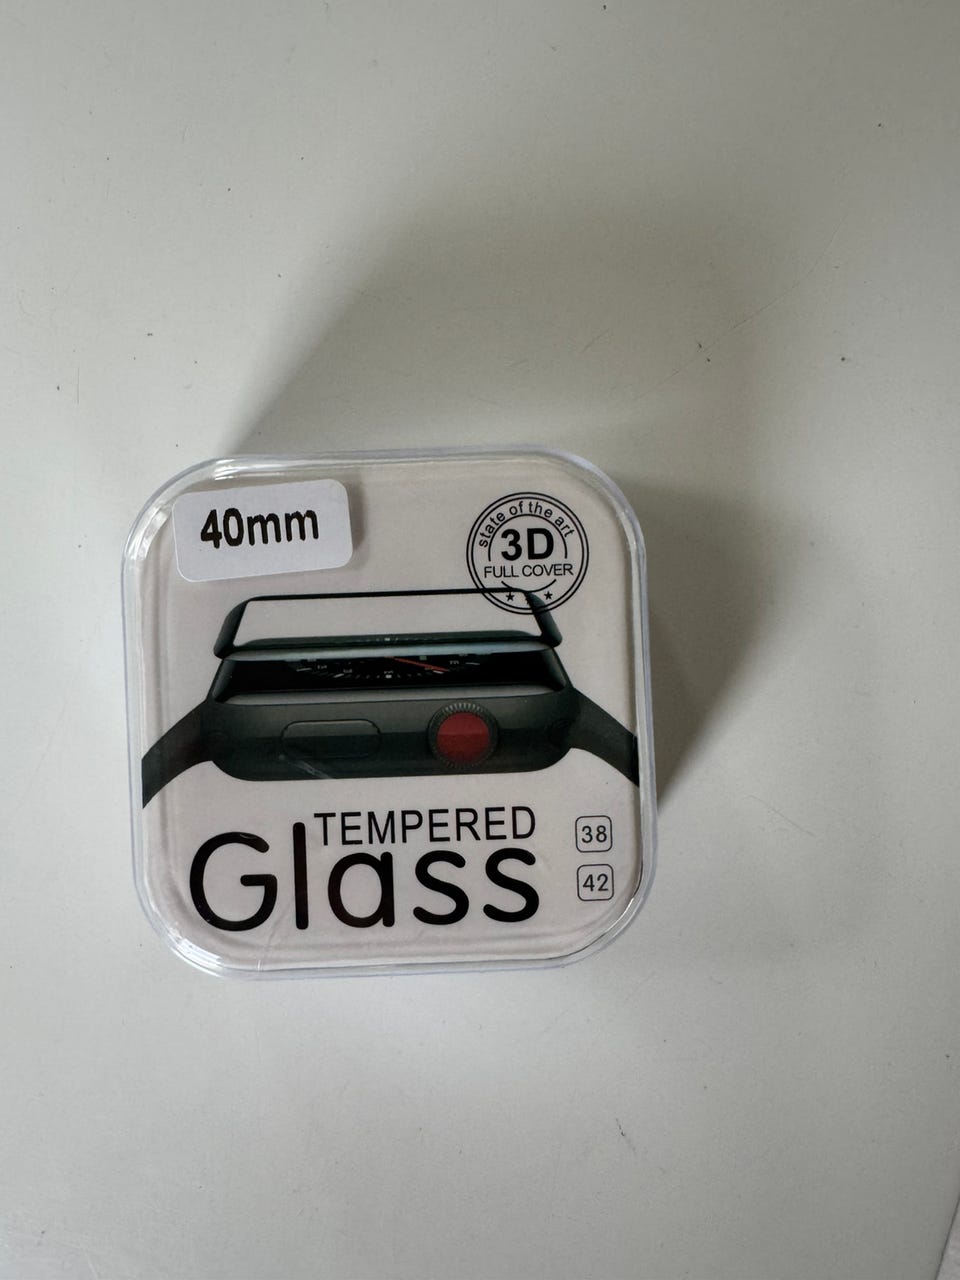 40mm
state of the art
3D
FULL COVER
TEMPERED
Glass
38
42